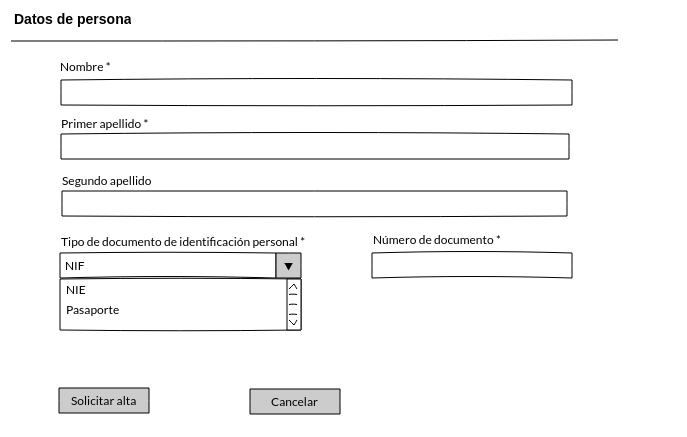 Datos de persona
Nombre *
Primer apellido *
Segundo apellido
Tipo de documento de identificación personal *
Número de documento *
NIF
NIE
Pasaporte
Solicitar alta
Cancelar